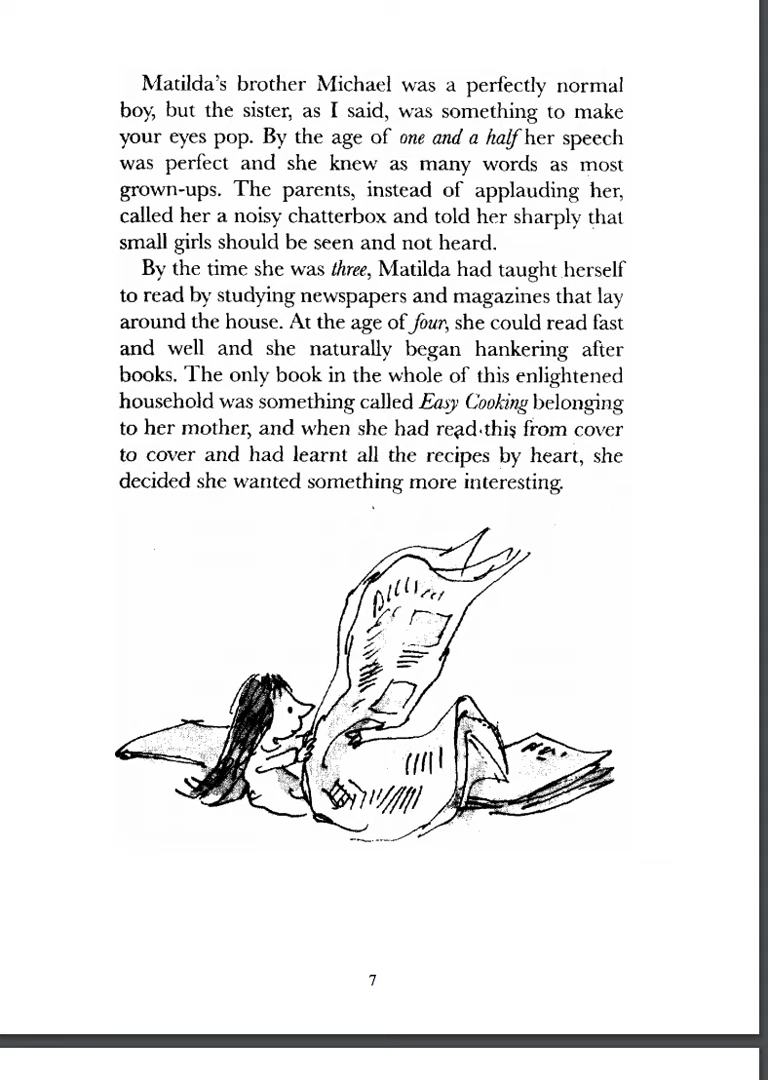 Matilda's brother Michael was a perfectly normal
boy, but the sister, as I said, was something to make
your eyes pop. By the age of one and a half her speech
was perfect and she knew as many words as most
grown-ups. The parents, instead of applauding her,
called her a noisy chatterbox and told her sharply that
small girls should be seen and not heard.
By the time she was three, Matilda had taught herself
to read by studying newspapers and magazines that lay
around the house. At the age of four, she could read fast
and well and she naturally began hankering after
books. The only book in the whole of this enlightened
household was something called Easy Cooking belonging
to her mother, and when she had read this from cover
to cover and had learnt all the recipes by heart, she
decided she wanted something more interesting.
7